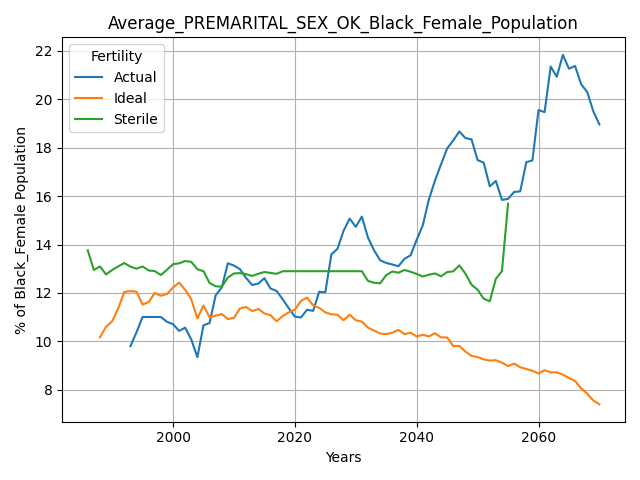 Average_PREMARITAL_SEX_OK_Black_Female_Population
Fertility
Actual
Ideal
Sterile
% of Black_Female Population
22
20
18
16
14
12
10
8
2000 2020 2040 2060
Years